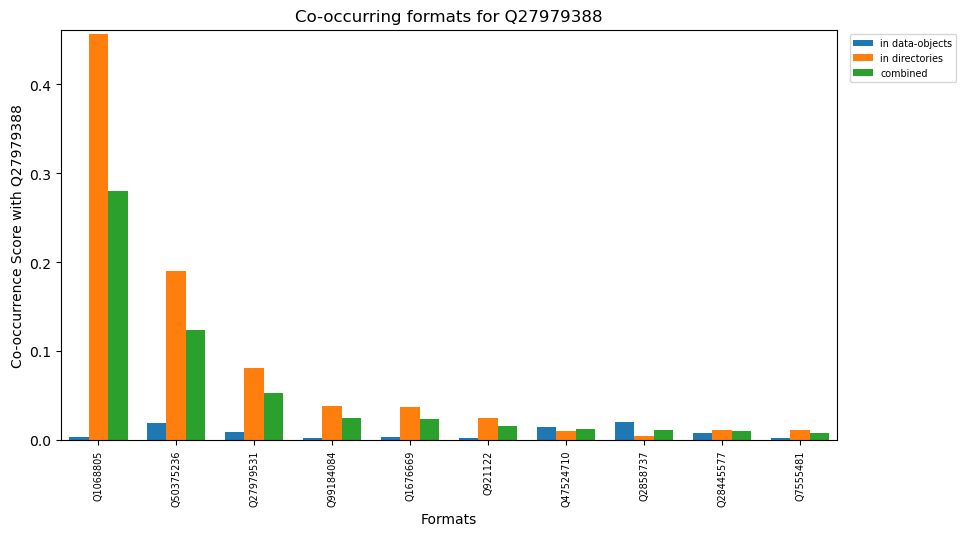 Co-occurring formats for Q27979388
in data-objects
in directories
combined
Co-occurrence Score with Q27979388
0.4
0.3
0.2
0.1
0.0
Q1068805
Q50375236
Q27979531
Q99184084
Q1676669
Q921122
Q47524710
Q2858737
Q28445577
Q7555481
Formats